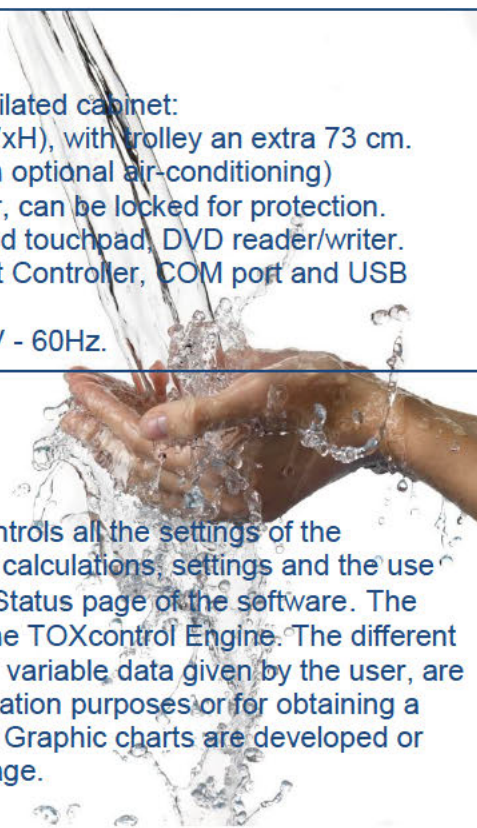 ilated cabinet:
xH), with trolley an extra 73 cm.
optional air-conditioning)
, can be locked for protection.
d touchpad, DVD reader/writer.
t Controller, COM port and USB
- 60Hz.
ntrols all the settings of the
calculations, settings and the use
Status page of the software. The
ne TOXcontrol Engine. The different
variable data given by the user, are
ation purposes or for obtaining a
Graphic charts are developed or
nge.